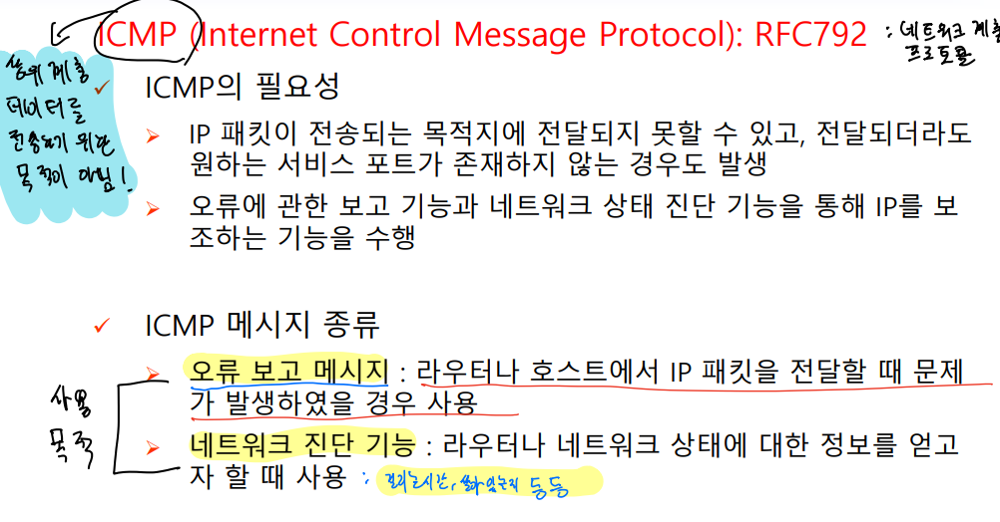 ICMP (Internet Control Message Protocol): RFC792 : 네트워크 계층
프로토콜
상위 계층
데이터를
전송하기 위한
목적이 아님!
ICMP의 필요성
IP 패킷이 전송되는 목적지에 전달되지 못할 수 있고, 전달되더라도
원하는 서비스 포트가 존재하지 않는 경우도 발생
오류에 관한 보고 기능과 네트워크 상태 진단 기능을 통해 IP를 보
조하는 기능을 수행
ICMP 메시지 종류
사용
목적
오류 보고 메시지 : 라우터나 호스트에서 IP 패킷을 전달할 때 문제
가 발생하였을 경우 사용
네트워크 진단 기능 : 라우터나 네트워크 상태에 대한 정보를 얻고
자 할 때 사용 : 걸리는시간, 살아있는지 등등